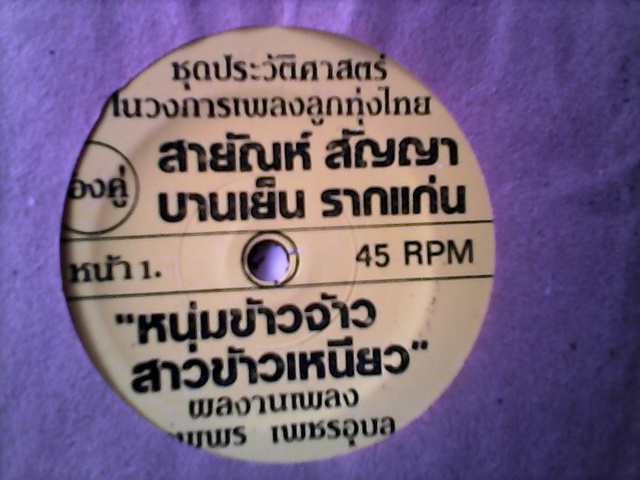 ชุดประวัติศาสตร์
ในวงการเพลงลูกทุ่งไทย
สายัณห์ สัญญา
บานเย็น รากแก่น
หน้า 1.
45 RPM
"หนุ่มข้าวจ้าว
สาวข้าวเหนียว"
ผลงานเพลง
เพชรอุบล